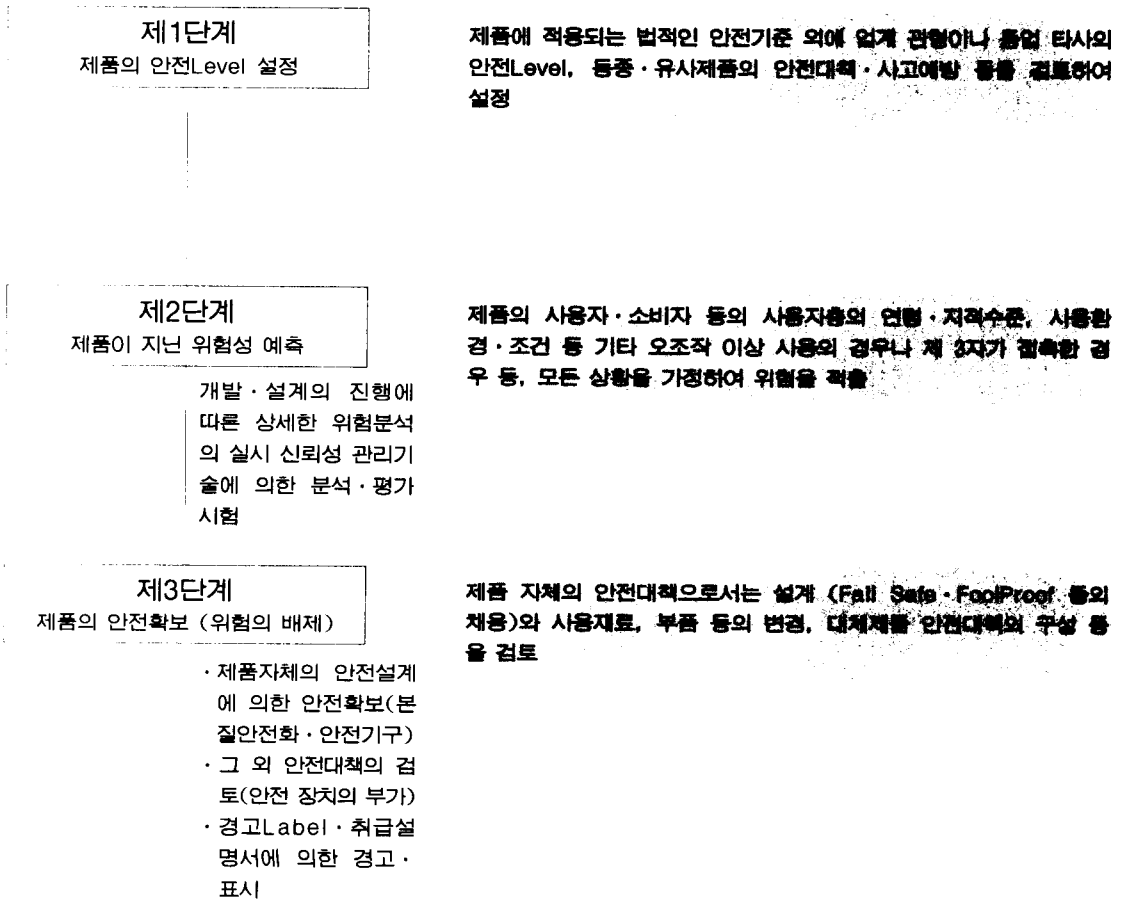 제1단계
제품의 안전Level 설정
제품에 적용되는 법적인 안전기준 외에 업계 관행이나 동업 타사의
안전Level, 동종·유사제품의 안전대책·사고예방 등을 검토하여
설정
제2단계
제품이 지닌 위험성 예측
제품의 사용자·소비자 등의 사용자층의 연령·지적수준, 사용환
경·조건 등 기타 오조작 이상 사용의 경우나 제 3자가 접촉한 경
우 등, 모든 상황을 가정하여 위험을 적출
개발·설계의 진행에
따른 상세한 위험분석
의 실시 신뢰성 관리기
술에 의한 분석·평가
시험
제3단계
제품의 안전확보 (위험의 배제)
제품 자체의 안전대책으로서는 설계 (Fail Safe·FoolProof 등의
채용)와 사용재료, 부품 등의 변경, 대체제품 안전대책의 구성 등
을 검토
·제품자체의 안전설계
에 의한 안전확보(본
질안전화·안전기구)
·그 외 안전대책의 검
토(안전 장치의 부가)
·경고Label·취급설
명서에 의한 경고·
표시